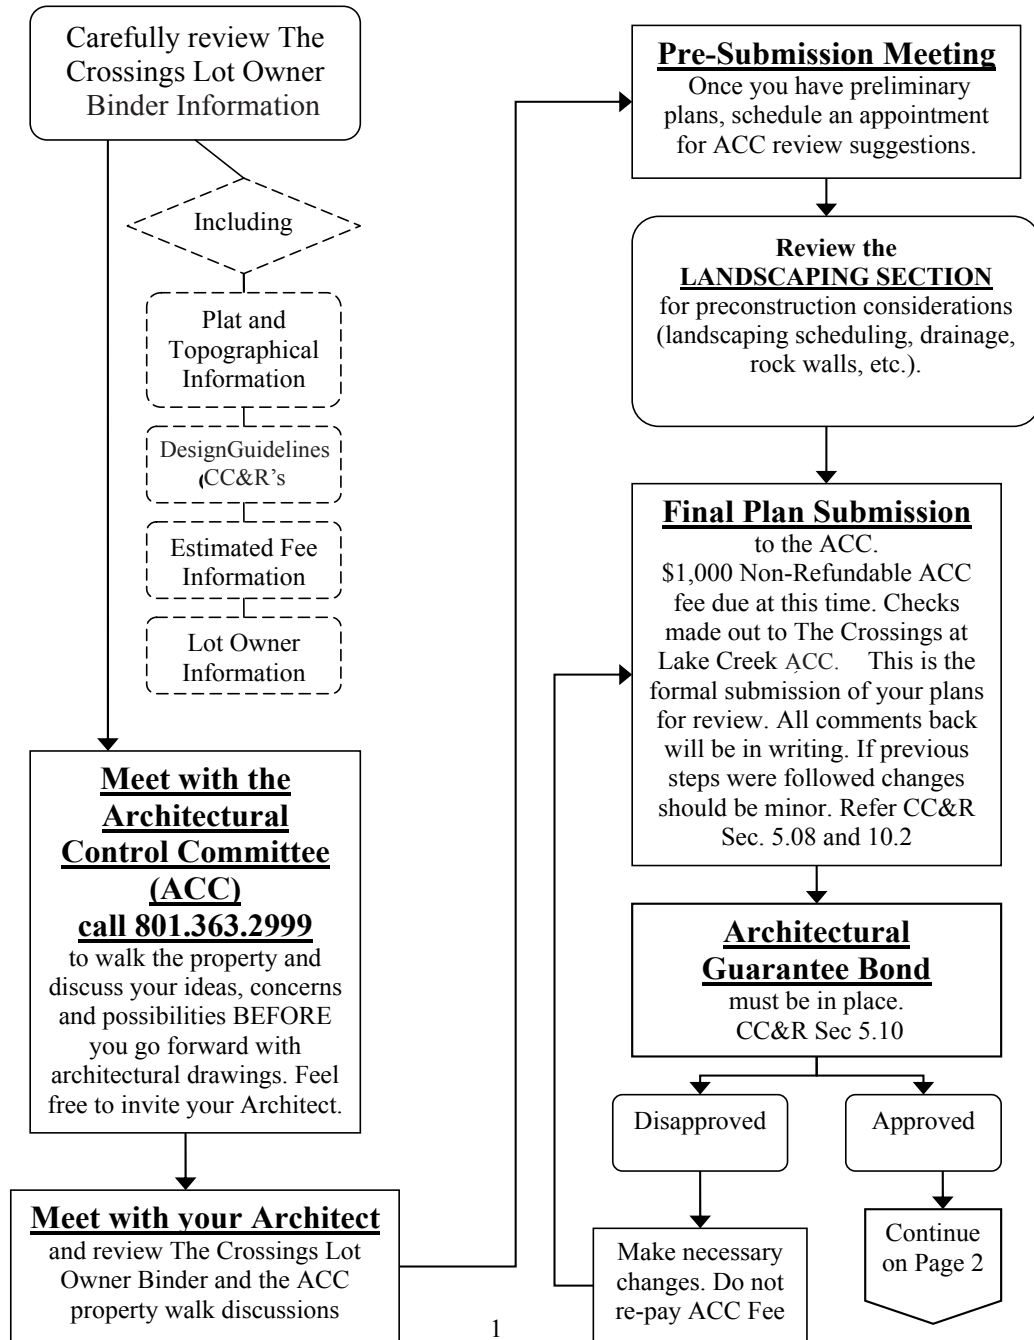 Carefully review The
Crossings Lot Owner
Binder Information
Including
Plat and
Topographical
Information
DesignGuidelines
(CC&R's
Estimated Fee
Information
Lot Owner
Information
Meet with the
Architectural
Control Committee
(ACC)
call 801.363.2999
to walk the property and
discuss your ideas, concerns
and possibilities BEFORE
you go forward with
architectural drawings. Feel
free to invite your Architect.
Meet with your Architect
and review The Crossings Lot
Owner Binder and the ACC
property walk discussions
Pre-Submission Meeting
Once you have preliminary
plans, schedule an appointment
for ACC review suggestions.
Review the
LANDSCAPING SECTION
for preconstruction considerations
(landscaping scheduling, drainage,
rock walls, etc.).
Final Plan Submission
to the ACC.
$1,000 Non-Refundable ACC
fee due at this time. Checks
made out to The Crossings at
Lake Creek ACC. This is the
formal submission of your plans
for review. All comments back
will be in writing. If previous
steps were followed changes
should be minor. Refer CC&R
Sec. 5.08 and 10.2
Architectural
Guarantee Bond
must be in place.
CC&R Sec 5.10
Disapproved
Approved
Make necessary
changes. Do not
re-pay ACC Fee
Continue
on Page 2
1